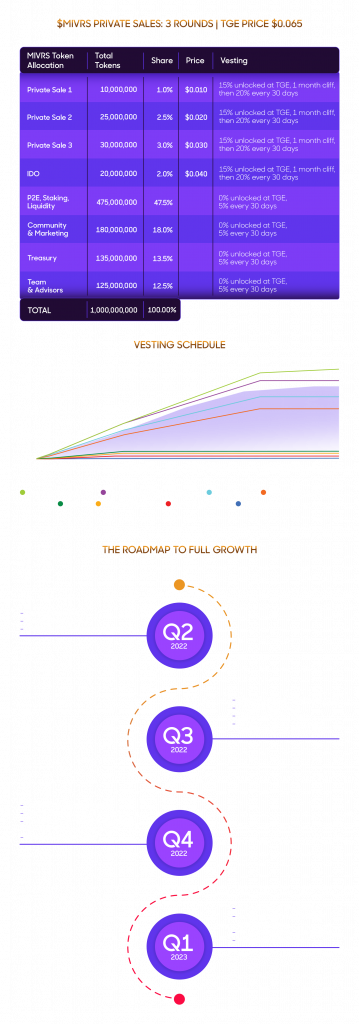 $MIVRS PRIVATE SALES: 3 ROUNDS | TGE PRICE $0.065
MIVRS Token Allocation Total Tokens Share Price Vesting
Private Sale 1 10,000,000 1.0% $0.010 15% unlocked at TGE, 1 month cliff, then 20% every 30 days
Private Sale 2 25,000,000 2.5% $0.020 15% unlocked at TGE, 1 month cliff, then 20% every 30 days
Private Sale 3 30,000,000 3.0% $0.030 15% unlocked at TGE, 1 month cliff, then 20% every 30 days
IDO 20,000,000 2.0% $0.040 15% unlocked at TGE, 1 month cliff, then 20% every 30 days
P2E, Staking, Liquidity 475,000,000 47.5% 0% unlocked at TGE, 5% every 30 days
Community & Marketing 180,000,000 18.0% 0% unlocked at TGE, 5% every 30 days
Treasury 135,000,000 13.5% 0% unlocked at TGE, 5% every 30 days
Team & Advisors 125,000,000 12.5% 0% unlocked at TGE, 5% every 30 days
TOTAL 1,000,000,000 100.00%
VESTING SCHEDULE
THE ROADMAP TO FULL GROWTH
Q2
2022
Q3
2022
Q4
2022
Q1
2023